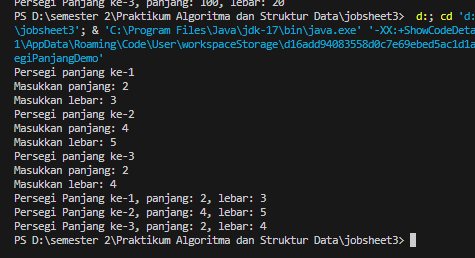 Persegi Panjang ke-3, panjang: 100, lebar: 20
PS D:\semester 2\Praktikum Algoritma dan Struktur Data\jobsheet3> d:; cd 'd:
\jobsheet3'; & 'C:\Program Files\Java\jdk-17\bin\java.exe' '-XX:+ShowCodeDeta
1\AppData\Roaming\Code\User\workspaceStorage\d16add94083558d0c7e69ebed5ac1d1a
egiPanjangDemo'
Persegi panjang ke-1
Masukkan panjang: 2
Masukkan lebar: 3
Persegi panjang ke-2
Masukkan panjang: 4
Masukkan lebar: 5
Persegi panjang ke-3
Masukkan panjang: 2
Masukkan lebar: 4
Persegi Panjang ke-1, panjang: 2, lebar: 3
Persegi Panjang ke-2, panjang: 4, lebar: 5
Persegi Panjang ke-3, panjang: 2, lebar: 4
PS D:\semester 2\Praktikum Algoritma dan Struktur Data\jobsheet3>